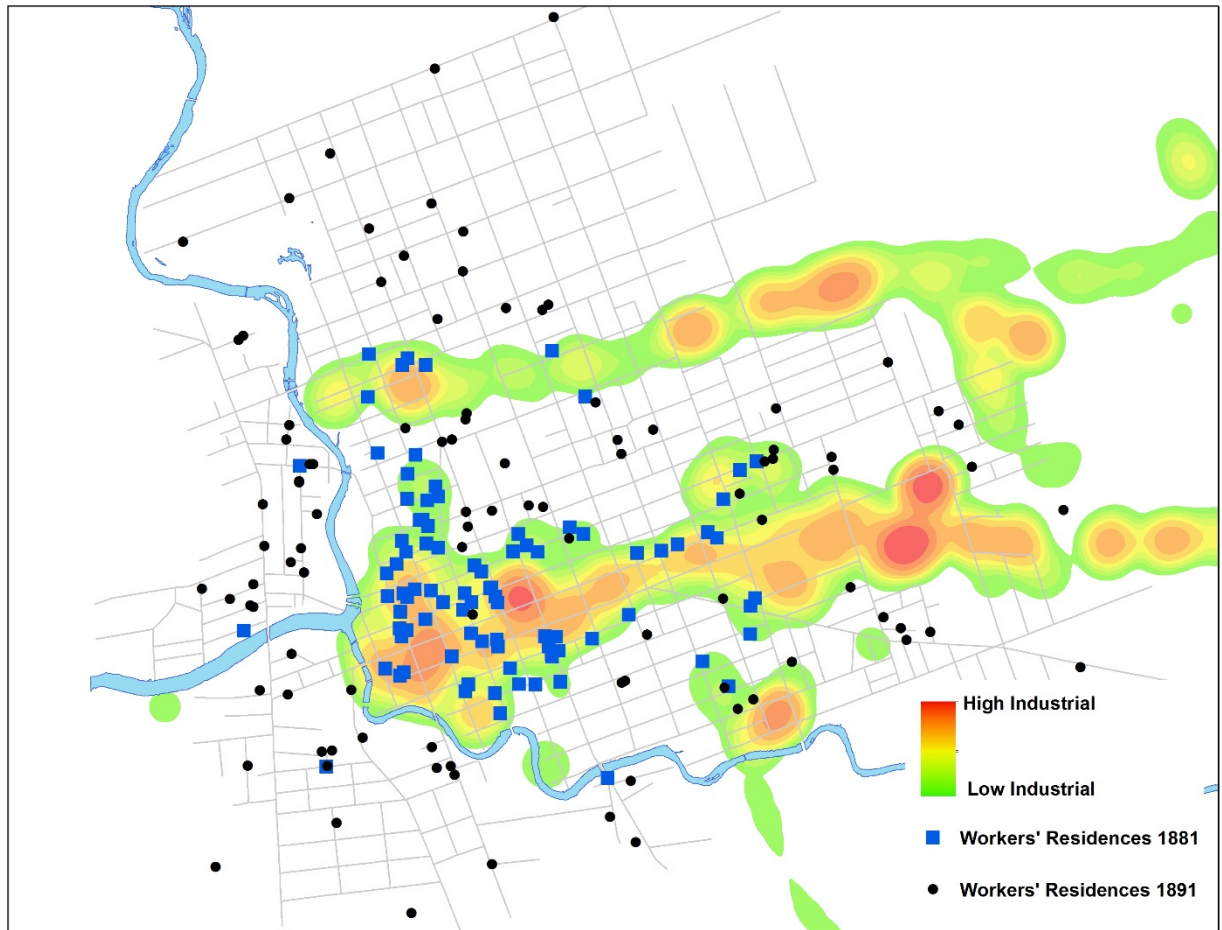 High Industrial
Low Industrial
Workers' Residences 1881
Workers' Residences 1891